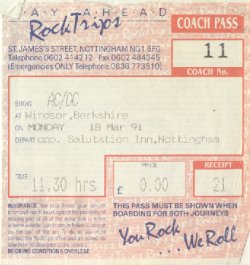 PAY AHEAD
RockTrips
COACH PASS
ST JAMES'S STREET, NOTTINGHAM NG1 6FG
Telephone 0602 414212 Fax 0602 484345
(Emergencies ONLY Telephone 0836 773510)
11
COACH No.
SHOW AC/DC
at Windsor, Berkshire
on MONDAY 18 Mar 91
DEPART opp. Salutation Inn, Nottingham
TIME
PRICE
RECEIPT
11.30 hrs
£ 0.00
21
THIS PASS MUST BE SHOWN WHEN
BOARDING FOR BOTH JOURNEYS
You Rock
... We Roll
INSURANCE
BOOKING CONDITIONS OVERLEAF